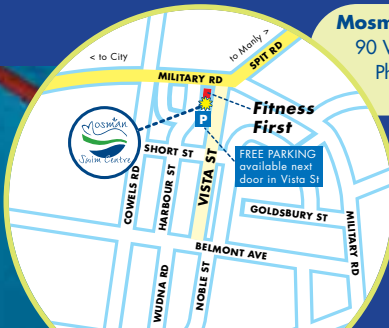 Mosm
90 V
Ph
< to City
to Manly >
SPIT RD
MILITARY RD
Fitness
First
P
Mosman
Swim Centre
SHORT ST
FREE PARKING
available next
door in Vista St
COWELS RD
HARBOUR ST
VISTA ST
GOLDSBURY ST
MILITARY RD
BELMONT AVE
WUDNA RD
NOBLE ST